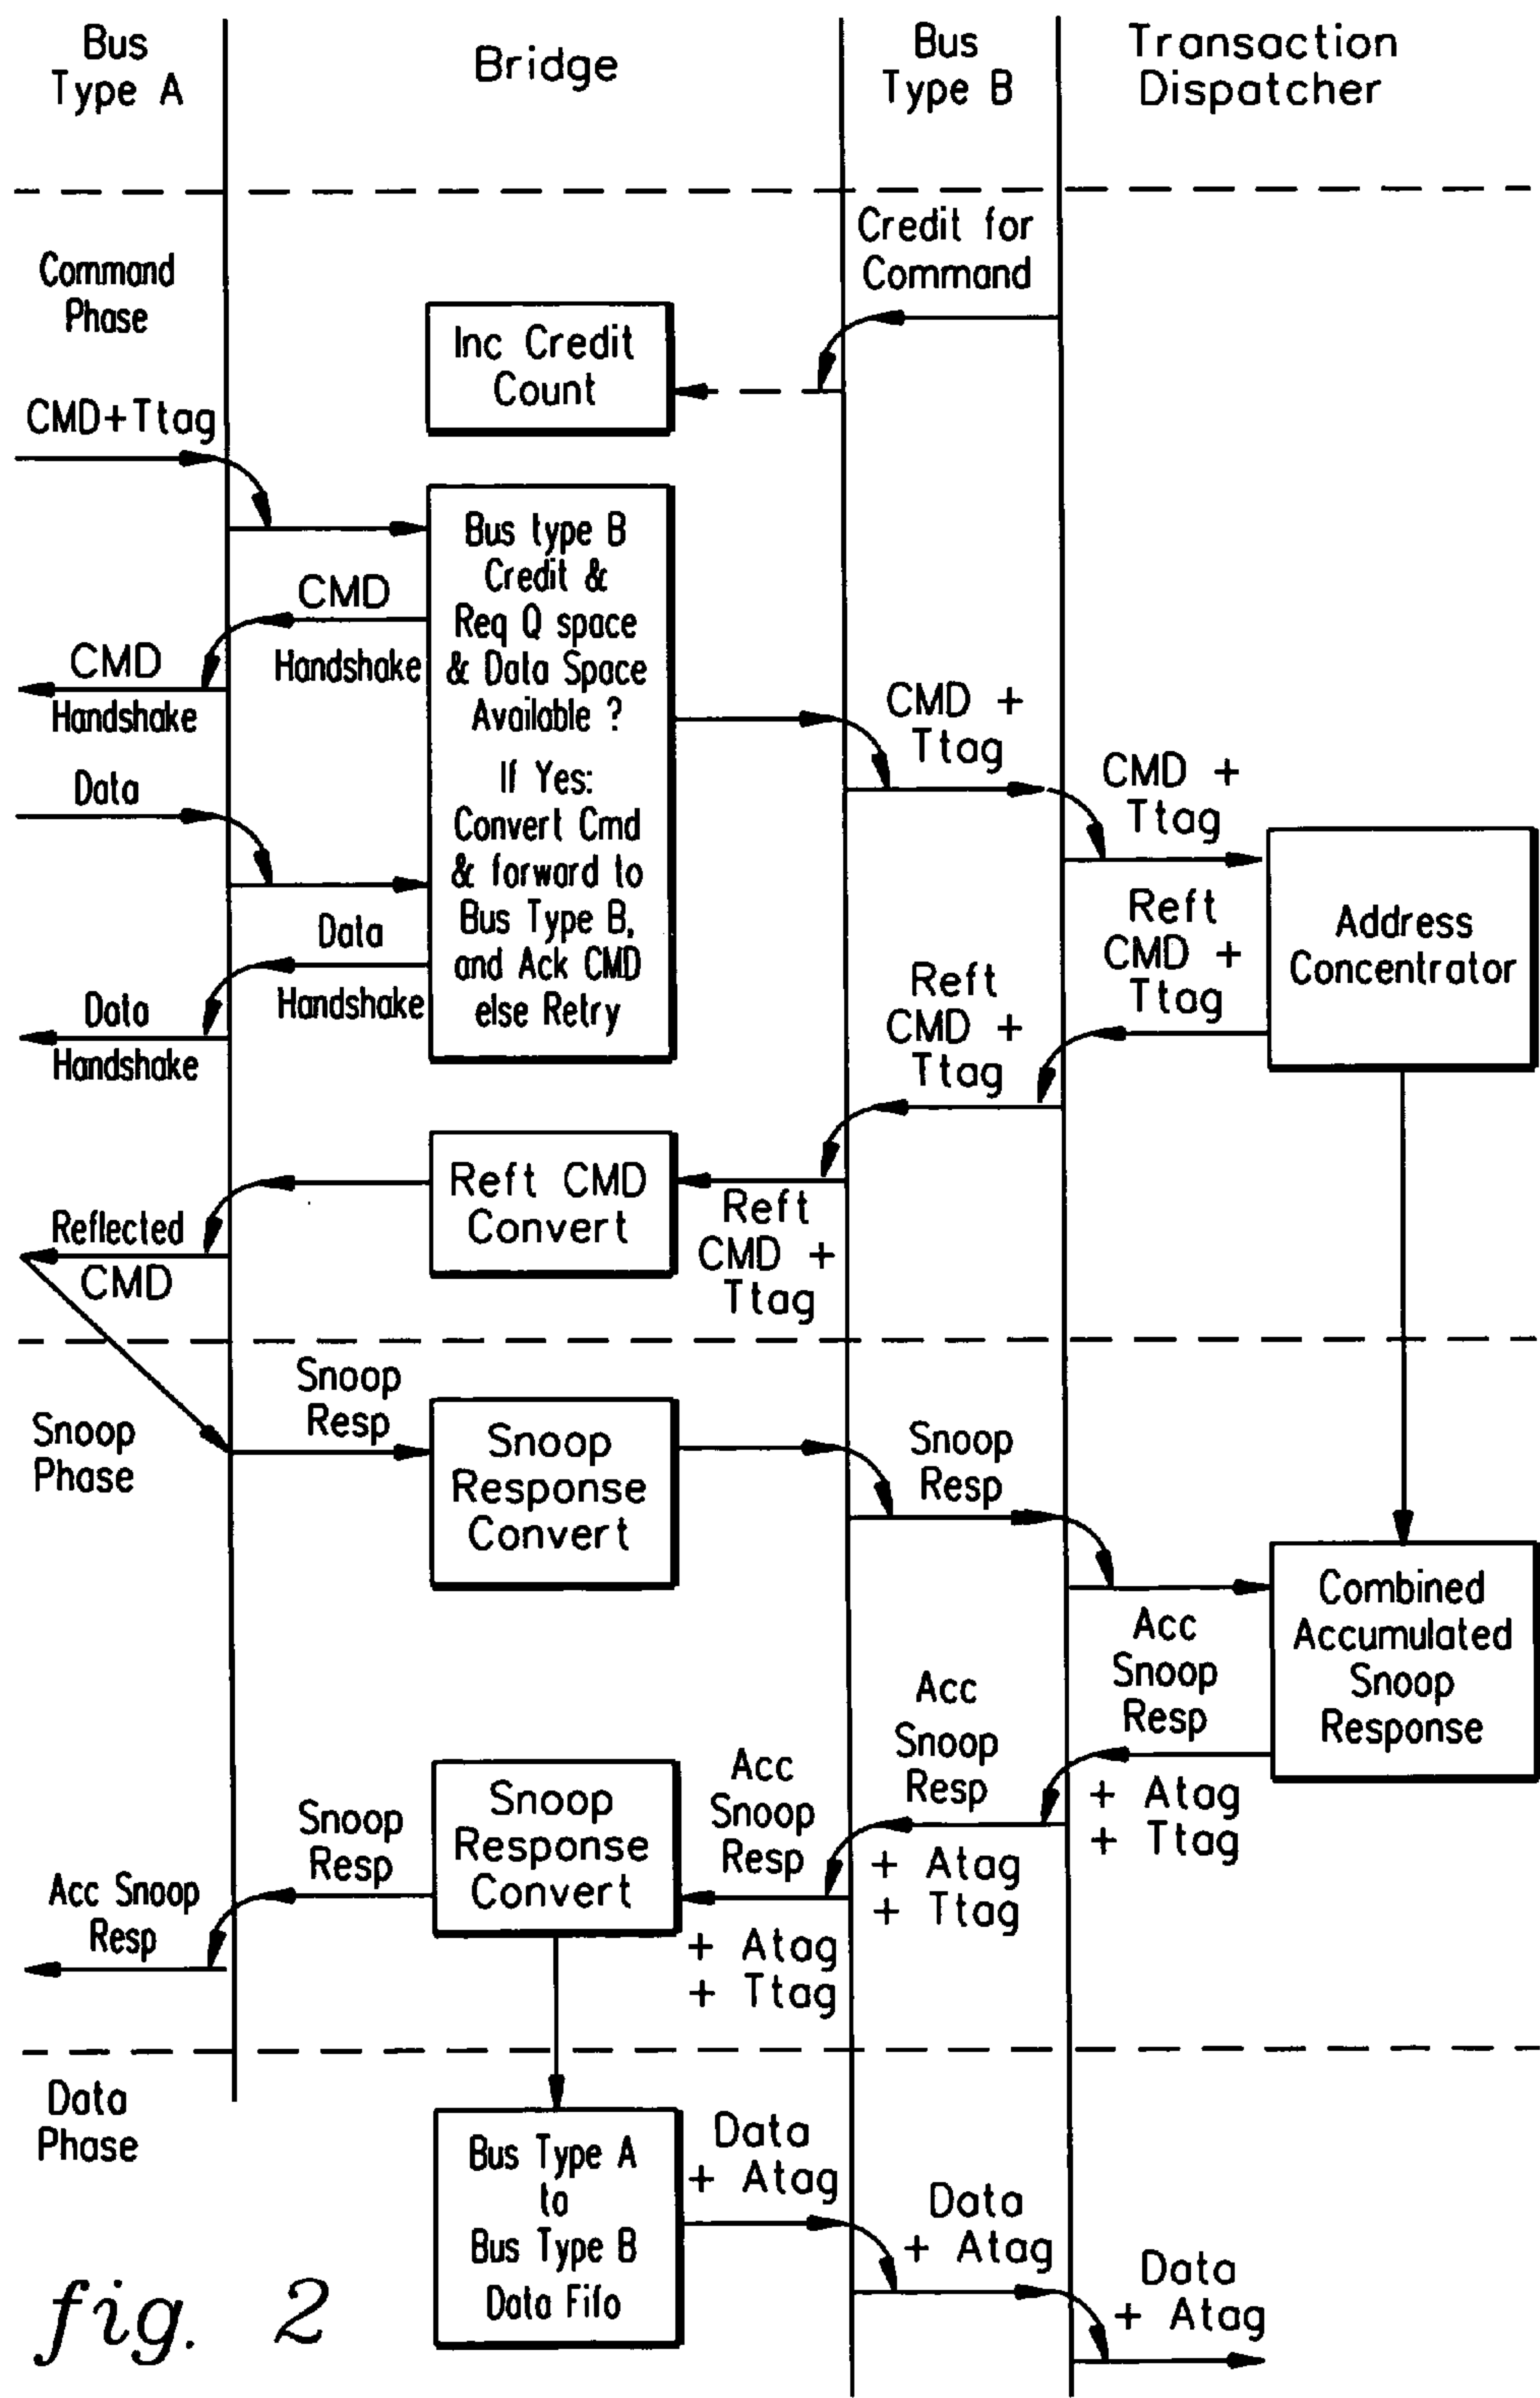 Bus
Type A
Bridge
Bus
Type B
Transaction
Dispatcher
Command
Phase
Credit for
Command
Inc Credit
Count
CMD+Ttag
Bus type B
Credit &
Req Q space
& Data Space
Available ?
If Yes:
Convert Cmd
& forward to
Bus Type B,
and Ack CMD
else Retry
CMD
Handshake
CMD
Handshake
Data
Data
Handshake
Data
Handshake
CMD +
Ttag
CMD +
Ttag
Address
Concentrator
Reft
CMD +
Ttag
Reft
CMD +
Ttag
Reft CMD
Convert
Reft
CMD +
Ttag
Reflected
CMD
Snoop
Phase
Snoop
Resp
Snoop
Response
Convert
Snoop
Resp
Combined
Accumulated
Snoop
Response
Acc
Snoop
Resp
+ Atag
+ Ttag
Acc
Snoop
Resp
+ Atag
+ Ttag
Acc
Snoop
Resp
+ Atag
+ Ttag
Snoop
Response
Convert
Snoop
Resp
Acc Snoop
Resp
Data
Phase
Bus Type A
to
Bus Type B
Data Fifo
Data
+ Atag
Data
+ Atag
Data
+ Atag
fig. 2